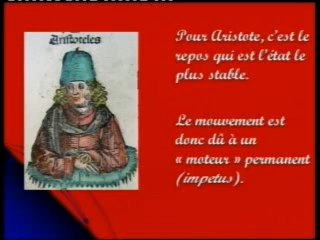 Aristoteles
Pour Aristote, c'est le
repos qui est l'état le
plus stable.
Le mouvement est
donc dû à un
« moteur » permanent
(impetus).